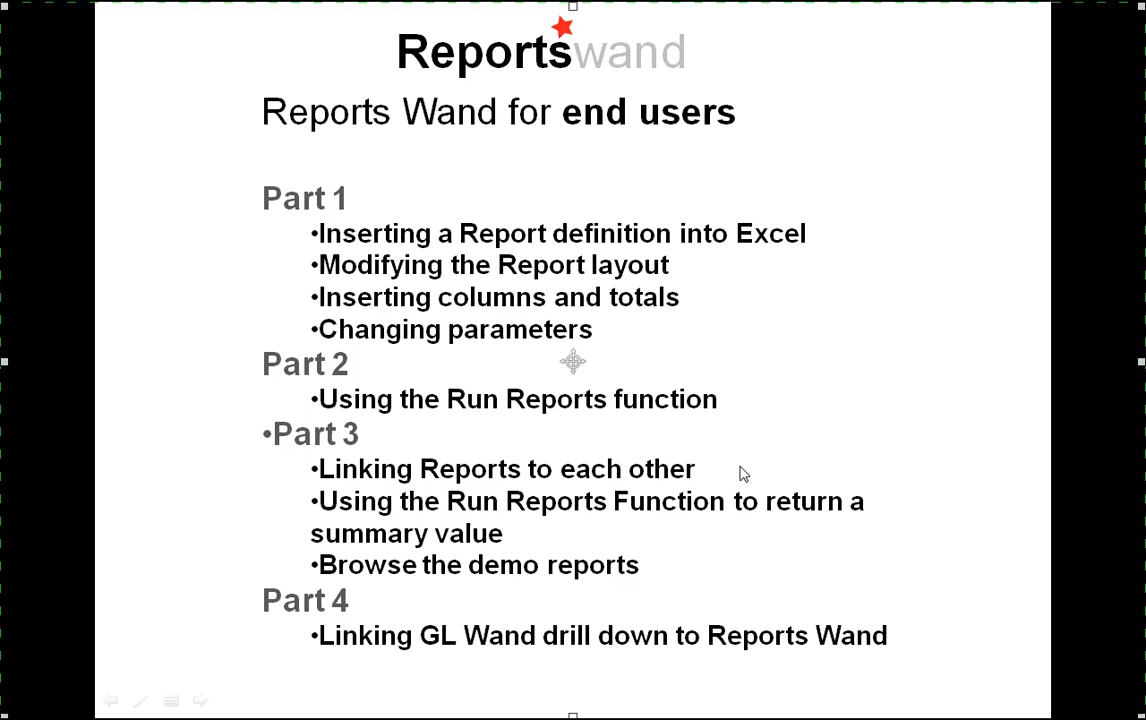 Reportswand
Reports Wand for end users
Part 1
•Inserting a Report definition into Excel
•Modifying the Report layout
•Inserting columns and totals
•Changing parameters
Part 2
•Using the Run Reports function
•Part 3
•Linking Reports to each other
•Using the Run Reports Function to return a
summary value
•Browse the demo reports
Part 4
•Linking GL Wand drill down to Reports Wand